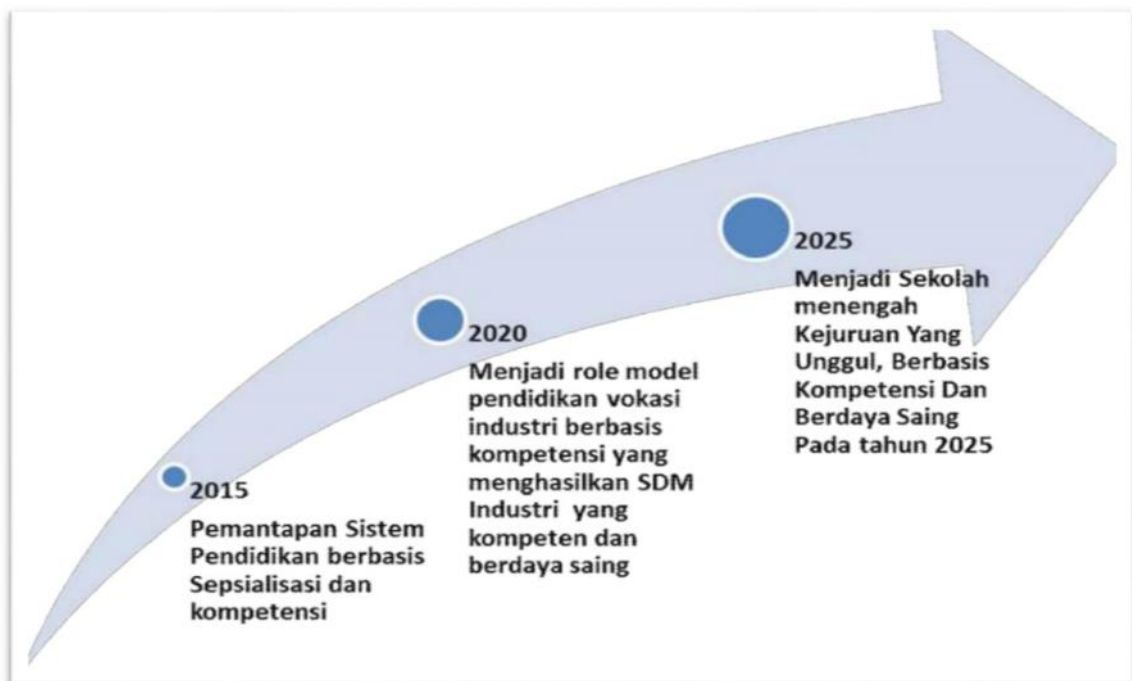 2015
Pemantapan Sistem
Pendidikan berbasis
Sepsialisasi dan
kompetensi
2020
Menjadi role model
pendidikan vokasi
industri berbasis
kompetensi yang
menghasilkan SDM
Industri yang
kompeten dan
berdaya saing
2025
Menjadi Sekolah
menengah
Kejuruan Yang
Unggul, Berbasis
Kompetensi Dan
Berdaya Saing
Pada tahun 2025